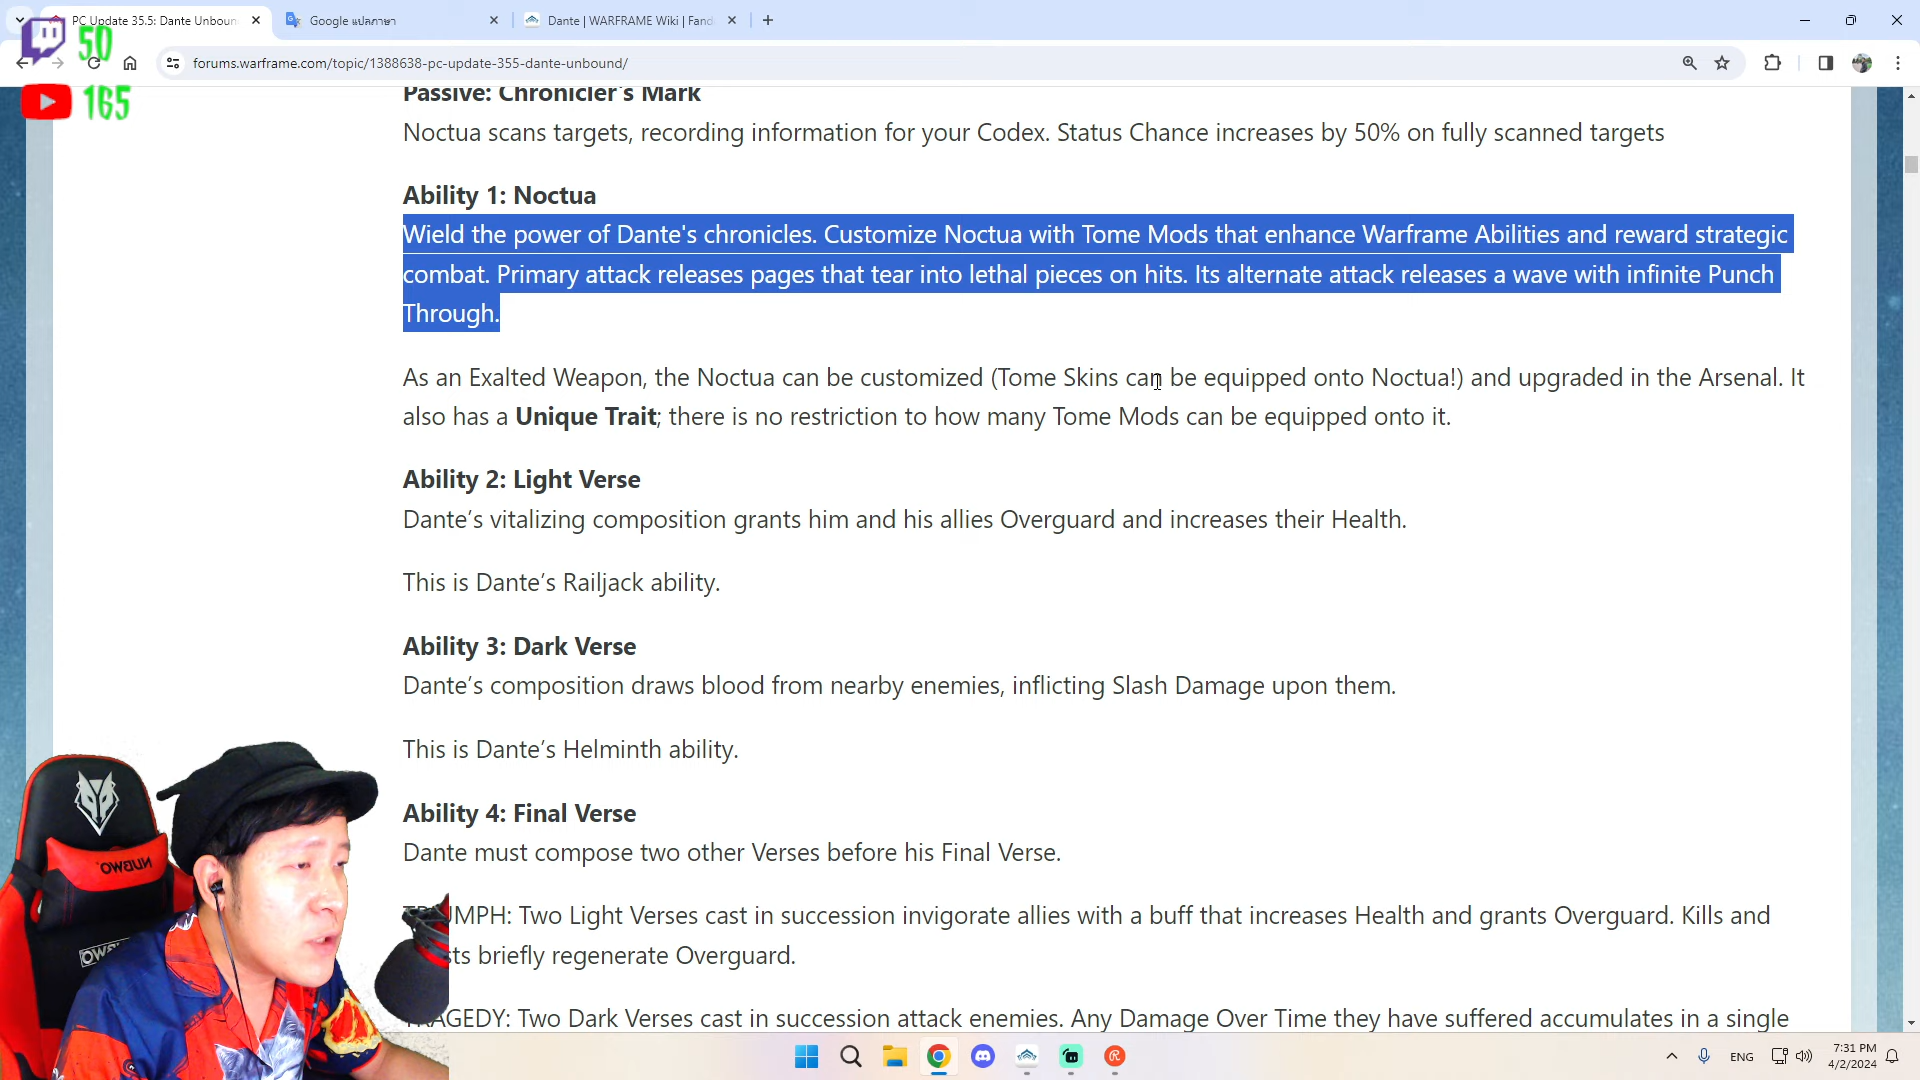 PC Update 35.5: Dante Unboun
Google แปลภาษา
Dante | WARFRAME Wiki | Fand
50
forums.warframe.com/topic/1388638-pc-update-355-dante-unbound/
165
Passive: Chronicler's Mark
Noctua scans targets, recording information for your Codex. Status Chance increases by 50% on fully scanned targets
Ability 1: Noctua
Wield the power of Dante's chronicles. Customize Noctua with Tome Mods that enhance Warframe Abilities and reward strategic
combat. Primary attack releases pages that tear into lethal pieces on hits. Its alternate attack releases a wave with infinite Punch
Through.
As an Exalted Weapon, the Noctua can be customized (Tome Skins can be equipped onto Noctua!) and upgraded in the Arsenal. It
also has a Unique Trait; there is no restriction to how many Tome Mods can be equipped onto it.
Ability 2: Light Verse
Dante’s vitalizing composition grants him and his allies Overguard and increases their Health.
This is Dante’s Railjack ability.
Ability 3: Dark Verse
Dante’s composition draws blood from nearby enemies, inflicting Slash Damage upon them.
This is Dante’s Helminth ability.
Ability 4: Final Verse
Dante must compose two other Verses before his Final Verse.
UMPH: Two Light Verses cast in succession invigorate allies with a buff that increases Health and grants Overguard. Kills and
sts briefly regenerate Overguard.
AGEDY: Two Dark Verses cast in succession attack enemies. Any Damage Over Time they have suffered accumulates in a single
NUBWO
ENG
7:31 PM
4/2/2024